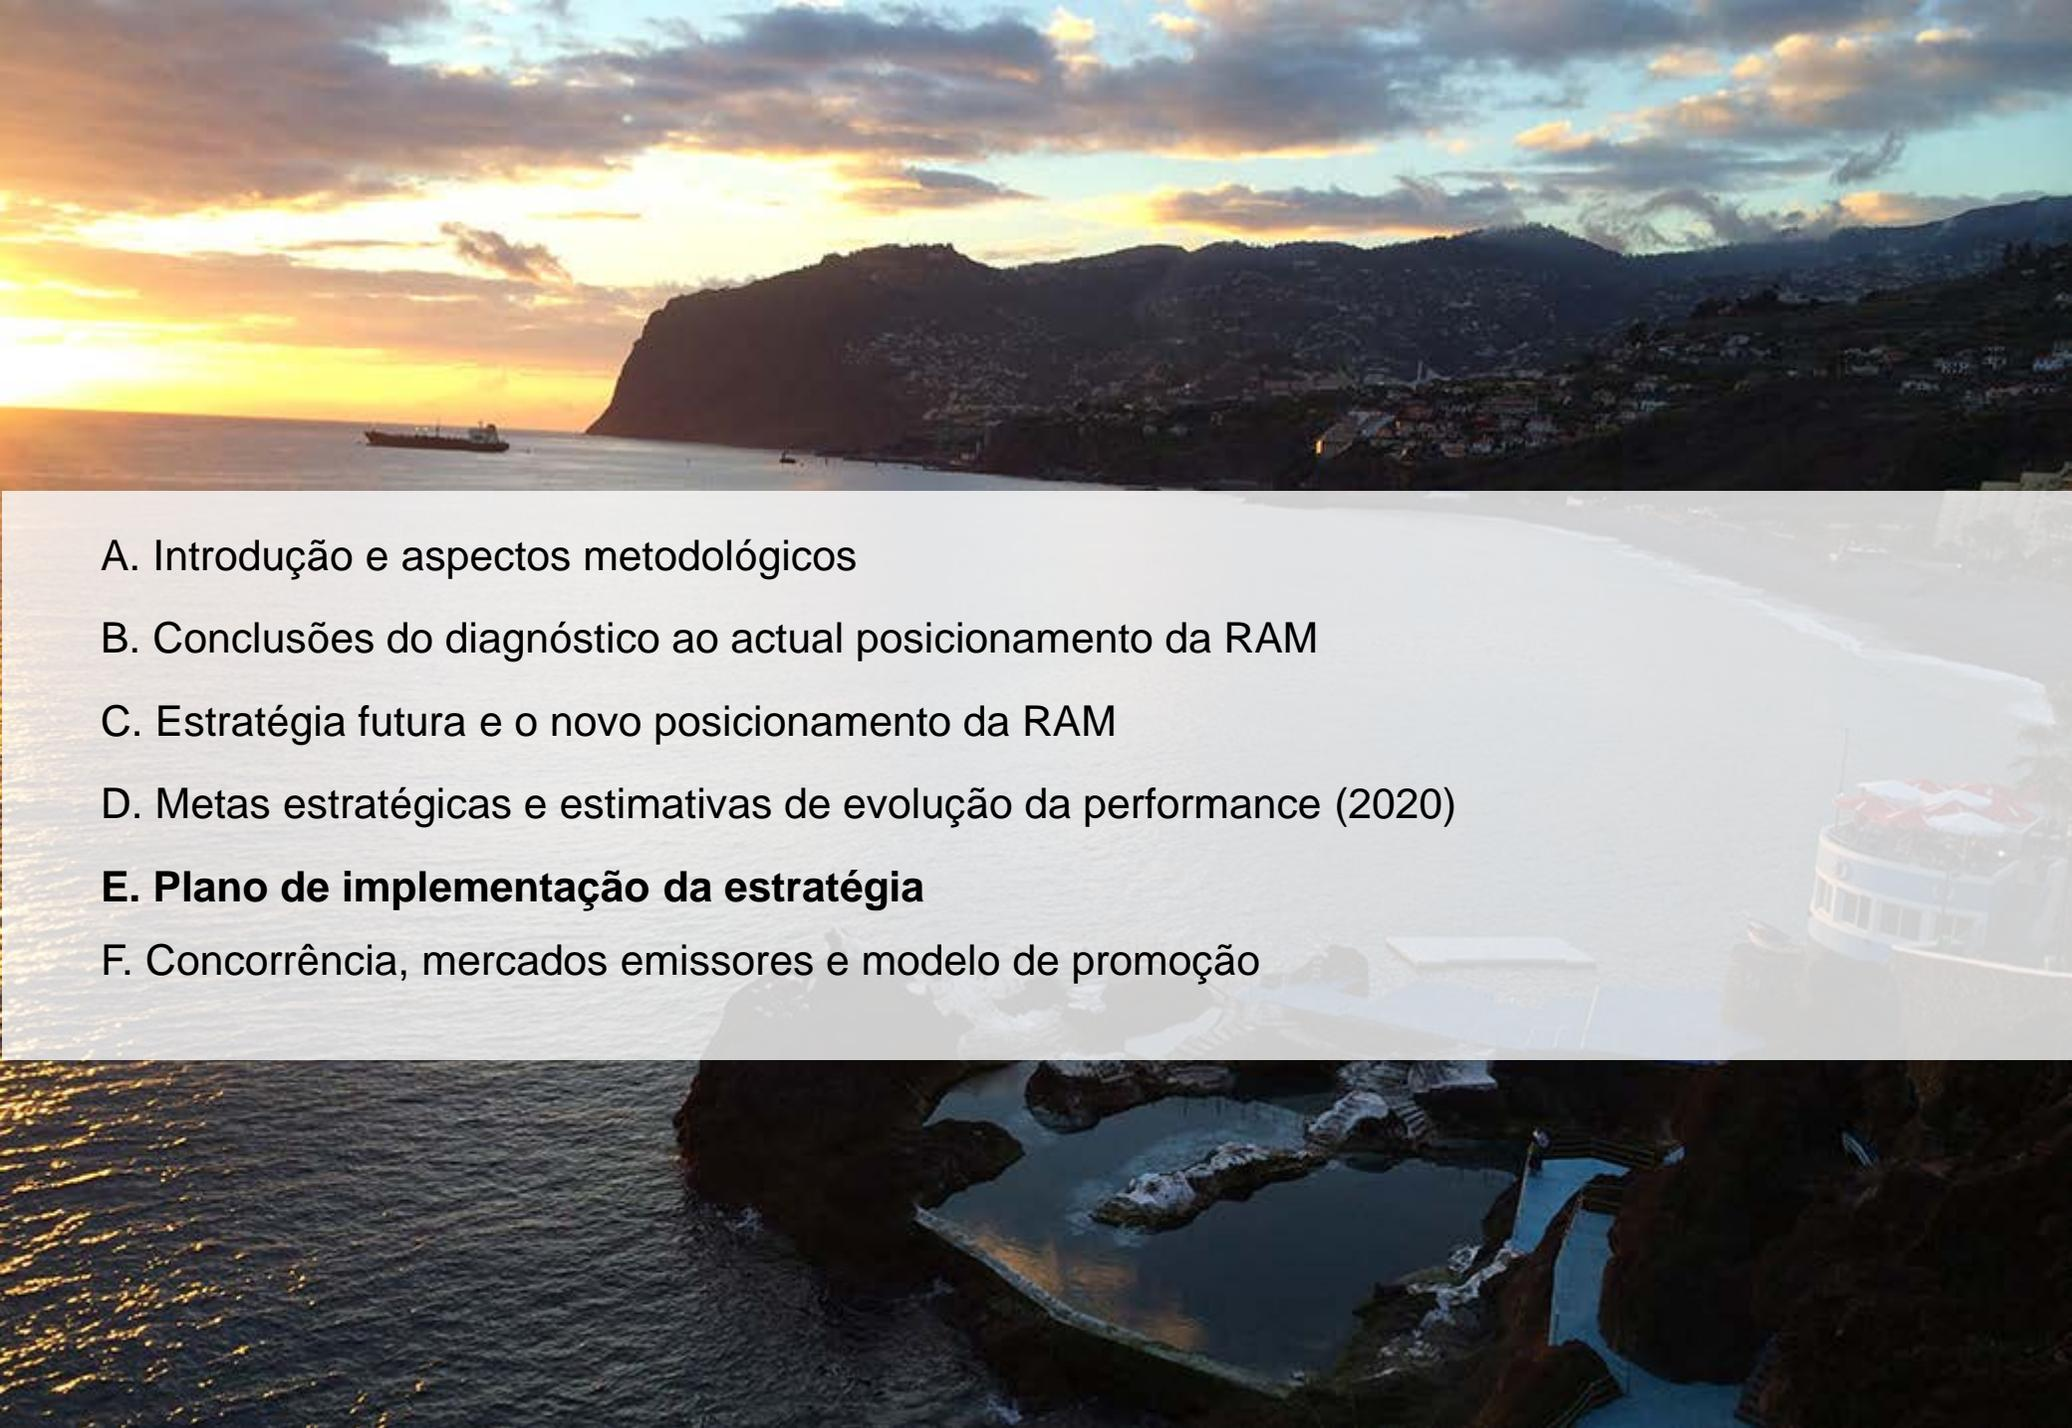 A. Introdução e aspectos metodológicos
B. Conclusões do diagnóstico ao actual posicionamento da RAM
C. Estratégia futura e o novo posicionamento da RAM
D. Metas estratégicas e estimativas de evolução da performance (2020)
E. Plano de implementação da estratégia
F. Concorrência, mercados emissores e modelo de promoção